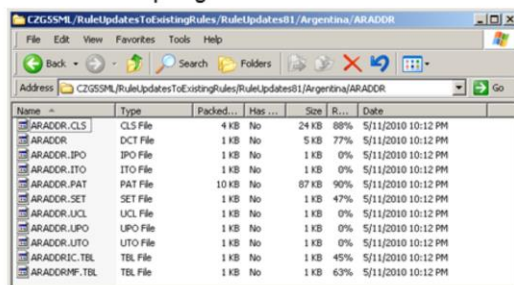 CZGSSML/RuleUpdatesToExistingRules/RuleUpdates81/Argentina/ARADDR
File Edit View Favorites Tools Help
Back Search Folders
Address CZGSSML/RuleUpdatesToExistingRules/RuleUpdates81/Argentina/ARADDR Go
Name Type Packed... Has ... Size R... Date
ARADDR.CLS CLS File 4 KB No 24 KB 88% 5/11/2010 10:12 PM
ARADDR DCT File 1 KB No 5 KB 77% 5/11/2010 10:12 PM
ARADDR.IPO IPO File 1 KB No 1 KB 0% 5/11/2010 10:12 PM
ARADDR.ITO ITO File 1 KB No 1 KB 0% 5/11/2010 10:12 PM
ARADDR.PAT PAT File 10 KB No 87 KB 90% 5/11/2010 10:12 PM
ARADDR.SET SET File 1 KB No 1 KB 47% 5/11/2010 10:12 PM
ARADDR.UCL UCL File 1 KB No 1 KB 0% 5/11/2010 10:12 PM
ARADDR.UPO UPO File 1 KB No 1 KB 0% 5/11/2010 10:12 PM
ARADDR.UTO UTO File 1 KB No 1 KB 0% 5/11/2010 10:12 PM
ARADDRIC.TBL TBL File 1 KB No 1 KB 45% 5/11/2010 10:12 PM
ARADDRMF.TBL TBL File 1 KB No 1 KB 63% 5/11/2010 10:12 PM